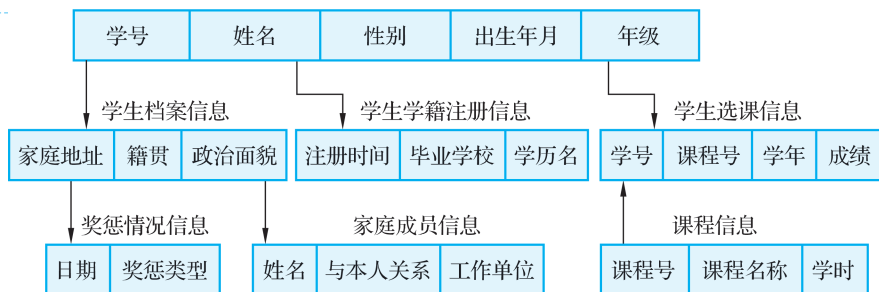 学号 姓名 性别 出生年月 年级
学生档案信息 学生学籍注册信息 学生选课信息
家庭地址 籍贯 政治面貌 注册时间 毕业学校 学历名 学号 课程号 学年 成绩
奖惩情况信息 家庭成员信息 课程信息
日期 奖惩类型 姓名 与本人关系 工作单位 课程号 课程名称 学时